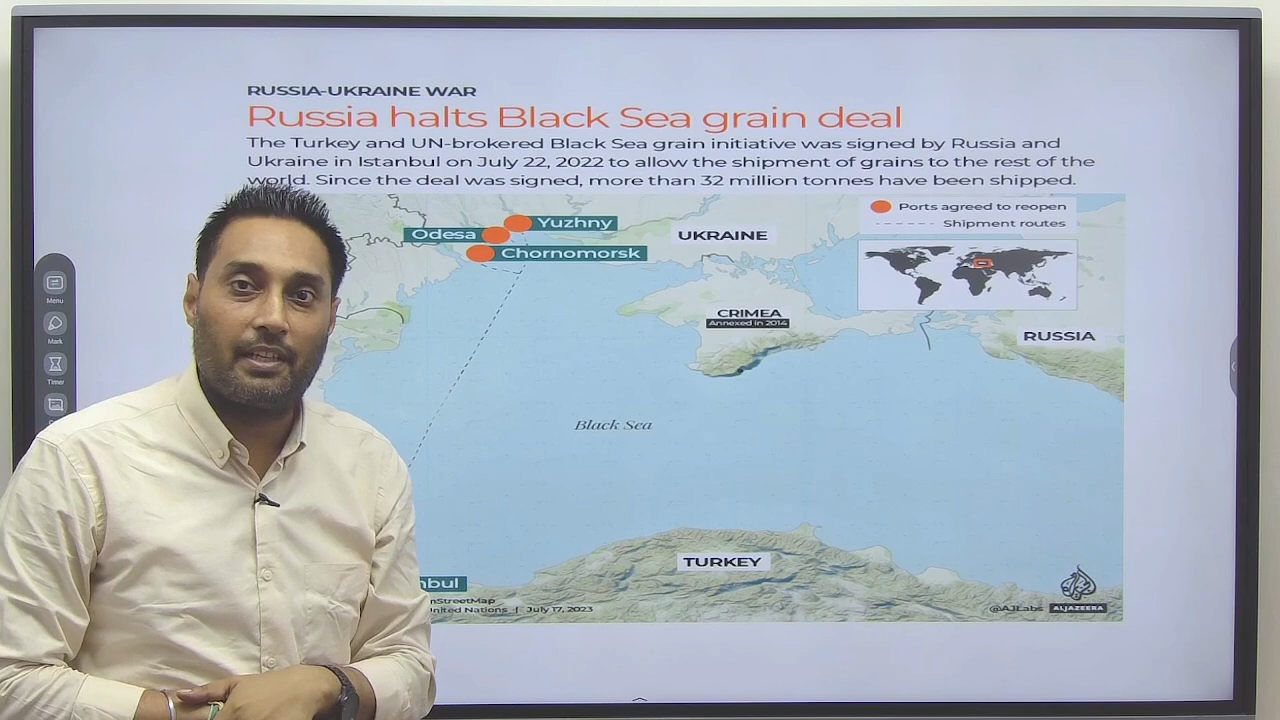 RUSSIA-UKRAINE WAR
Russia halts Black Sea grain deal
The Turkey and UN-brokered Black Sea grain initiative was signed by Russia and
Ukraine in Istanbul on July 22, 2022 to allow the shipment of grains to the rest of the
world. Since the deal was signed, more than 32 million tonnes have been shipped.
Ports agreed to reopen
Shipment routes
Yuzhny
Odesa
Chornomorsk
UKRAINE
CRIMEA
Annexed in 2014
RUSSIA
Menu
Mark
Timer
Black Sea
TURKEY
nbul
nStreetMap
United Nations | July 17, 2023
@AJLabs
ALJAZEERA